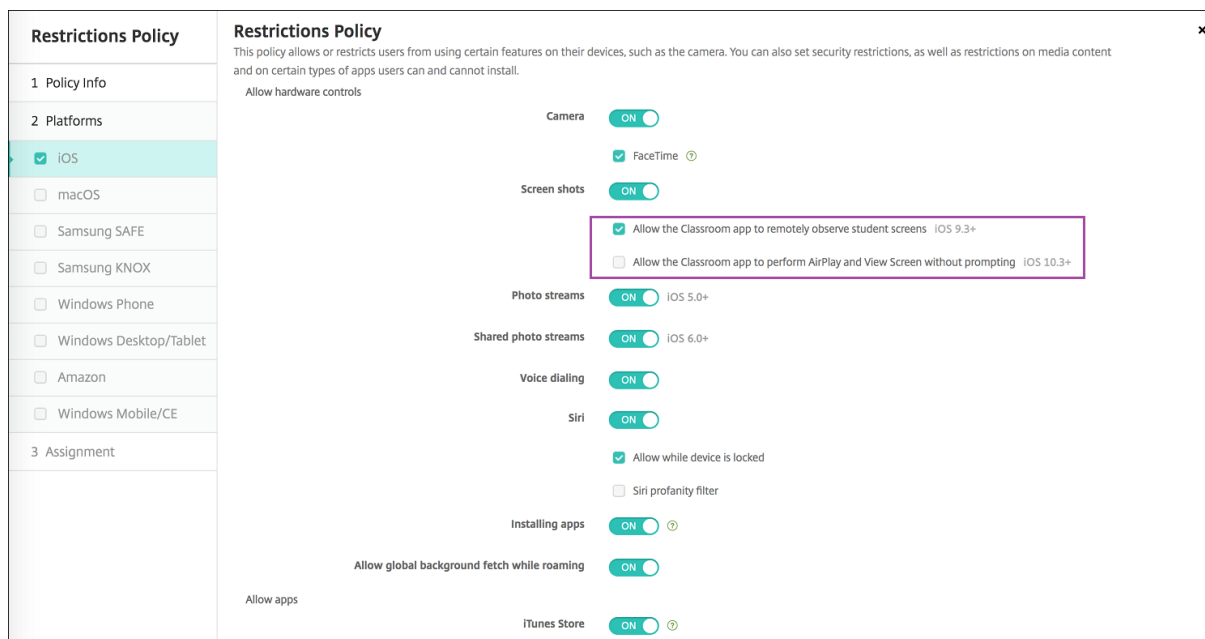 Restrictions Policy
1 Policy Info
2 Platforms
iOS
macOS
Samsung SAFE
Samsung KNOX
Windows Phone
Windows Desktop/Tablet
Amazon
Windows Mobile/CE
3 Assignment
Restrictions Policy
This policy allows or restricts users from using certain features on their devices, such as the camera. You can also set security restrictions, as well as restrictions on media content
and on certain types of apps users can and cannot install.
Allow hardware controls
Camera ON
FaceTime ?
Screen shots ON
Allow the Classroom app to remotely observe student screens iOS 9.3+
Allow the Classroom app to perform AirPlay and View Screen without prompting iOS 10.3+
Photo streams ON iOS 5.0+
Shared photo streams ON iOS 6.0+
Voice dialing ON
Siri ON
Allow while device is locked
Siri profanity filter
Installing apps ON ?
Allow global background fetch while roaming ON
Allow apps
iTunes Store ON ?